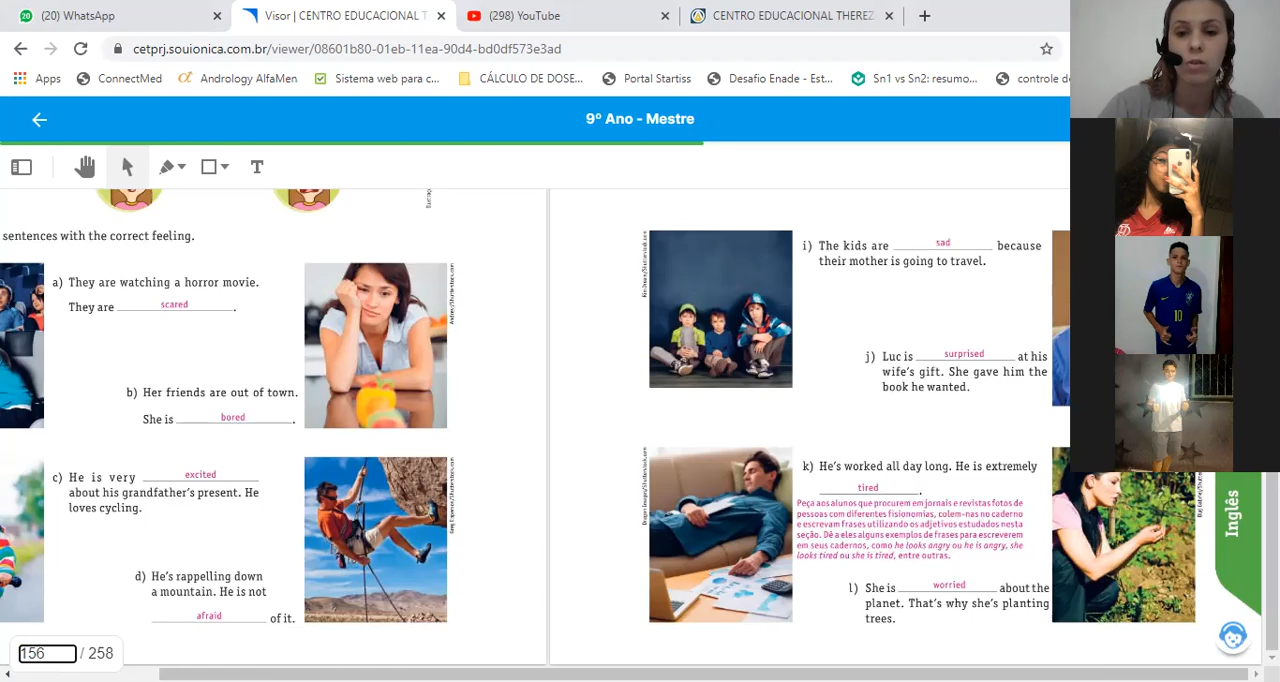 (20) WhatsApp
Visor | CENTRO EDUCACIONAL T
(298) YouTube
CENTRO EDUCACIONAL THEREZ
cetprj.souionica.com.br/viewer/08601b80-01eb-11ea-90d4-bd0df573e3ad
Apps
ConnectMed
Andrology AlfaMen
Sistema web para c...
CÁLCULO DE DOSE...
Portal Startiss
Desafio Enade - Est...
Sn1 vs Sn2: resumo...
controle de
9º Ano - Mestre
T
sentences with the correct feeling.
a) They are watching a horror movie.
They are scared .
b) Her friends are out of town.
She is bored .
c) He is very excited
about his grandfather's present. He
loves cycling.
d) He's rappelling down
a mountain. He is not
afraid of it.
156 / 258
i) The kids are sad because
their mother is going to travel.
j) Luc is surprised at his
wife's gift. She gave him the
book he wanted.
k) He's worked all day long. He is extremely
tired .
Peça aos alunos que procurem em jornais e revistas fotos de
pessoas com diferentes fisionomias, colem-nas no caderno
e escrevam frases utilizando os adjetivos estudados nesta
seção. Dê a eles alguns exemplos de frases para escreverem
em seus cadernos, como he looks angry ou he is angry, she
looks tired ou she is tired, entre outras.
l) She is worried about the
planet. That's why she's planting
trees.
Inglês
10